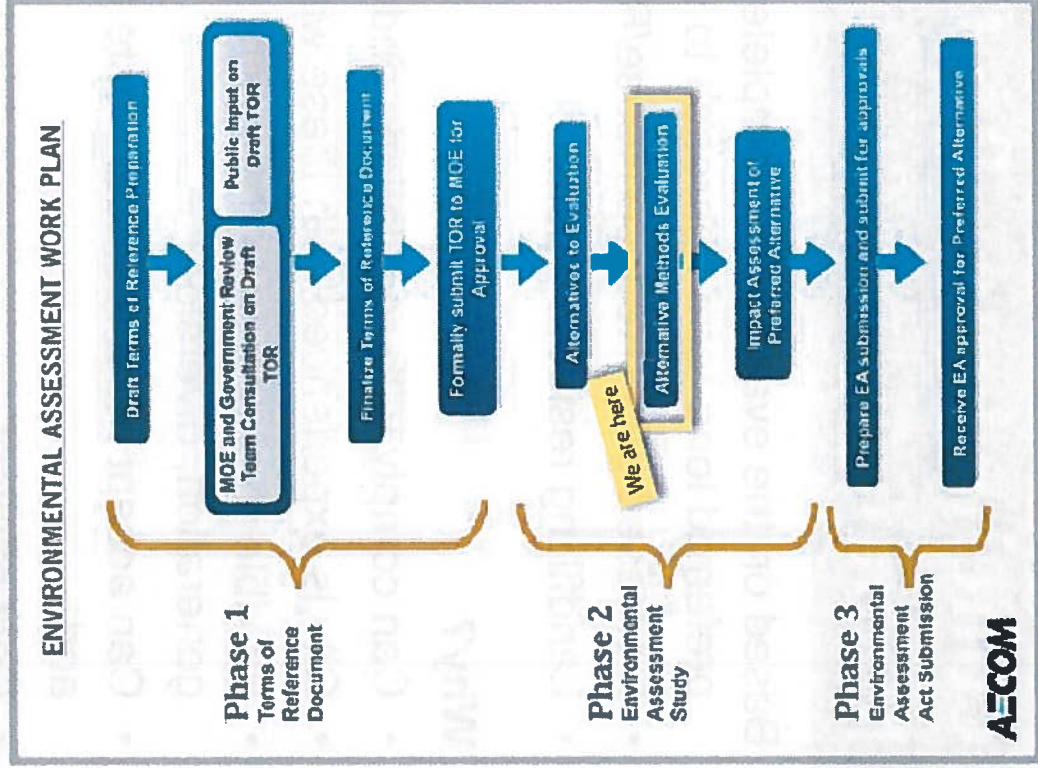 ENVIRONMENTAL ASSESSMENT WORK PLAN
Phase 1
Terms of
Reference
Document
Draft Terms of Reference Preparation
MOE and Government Review
Team Consultation on Draft
TOR
Public Input on
Draft TOR
Finalize Terms of Reference Document
Formally submit TOR to MOE for
Approval
Phase 2
Environmental
Assessment
Study
Alternatives to Evaluation
We are here
Alternative Methods Evaluation
Impact Assessment of
Preferred Alternative
Phase 3
Environmental
Assessment
Act Submission
Prepare EA submission and submit for approvals
Receive EA approval for Preferred Alternative
AECOM